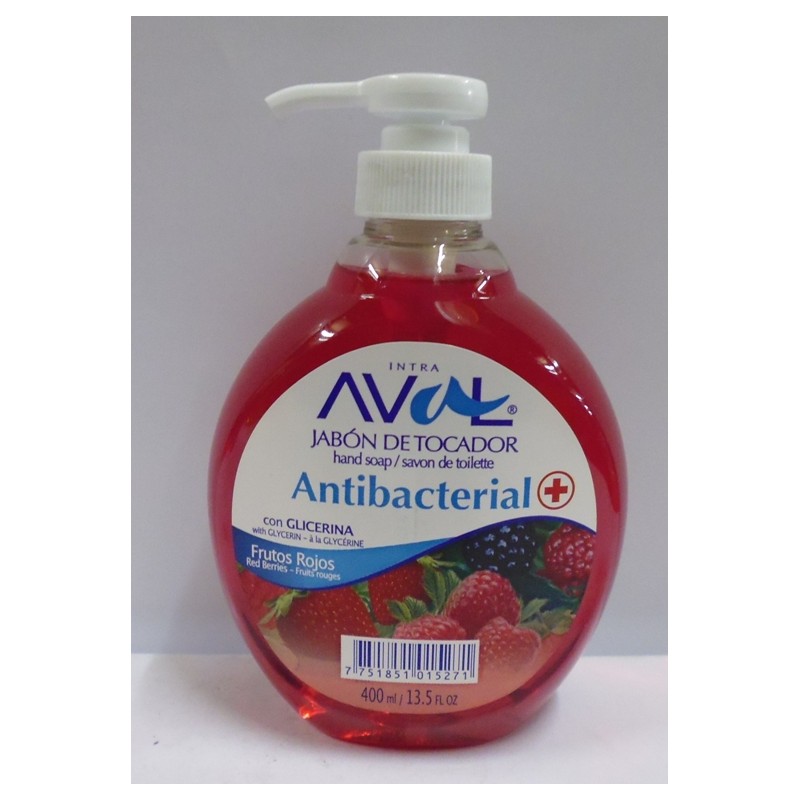 INTRA
AVAL®
JABÓN DE TOCADOR
hand soap / savon de toilette
Antibacterial
con GLICERINA
with GLYCERIN - à la GLYCÉRINE
Frutos Rojos
Red Berries - Fruits rouges
7 751851 015271
400 ml / 13.5 FL OZ